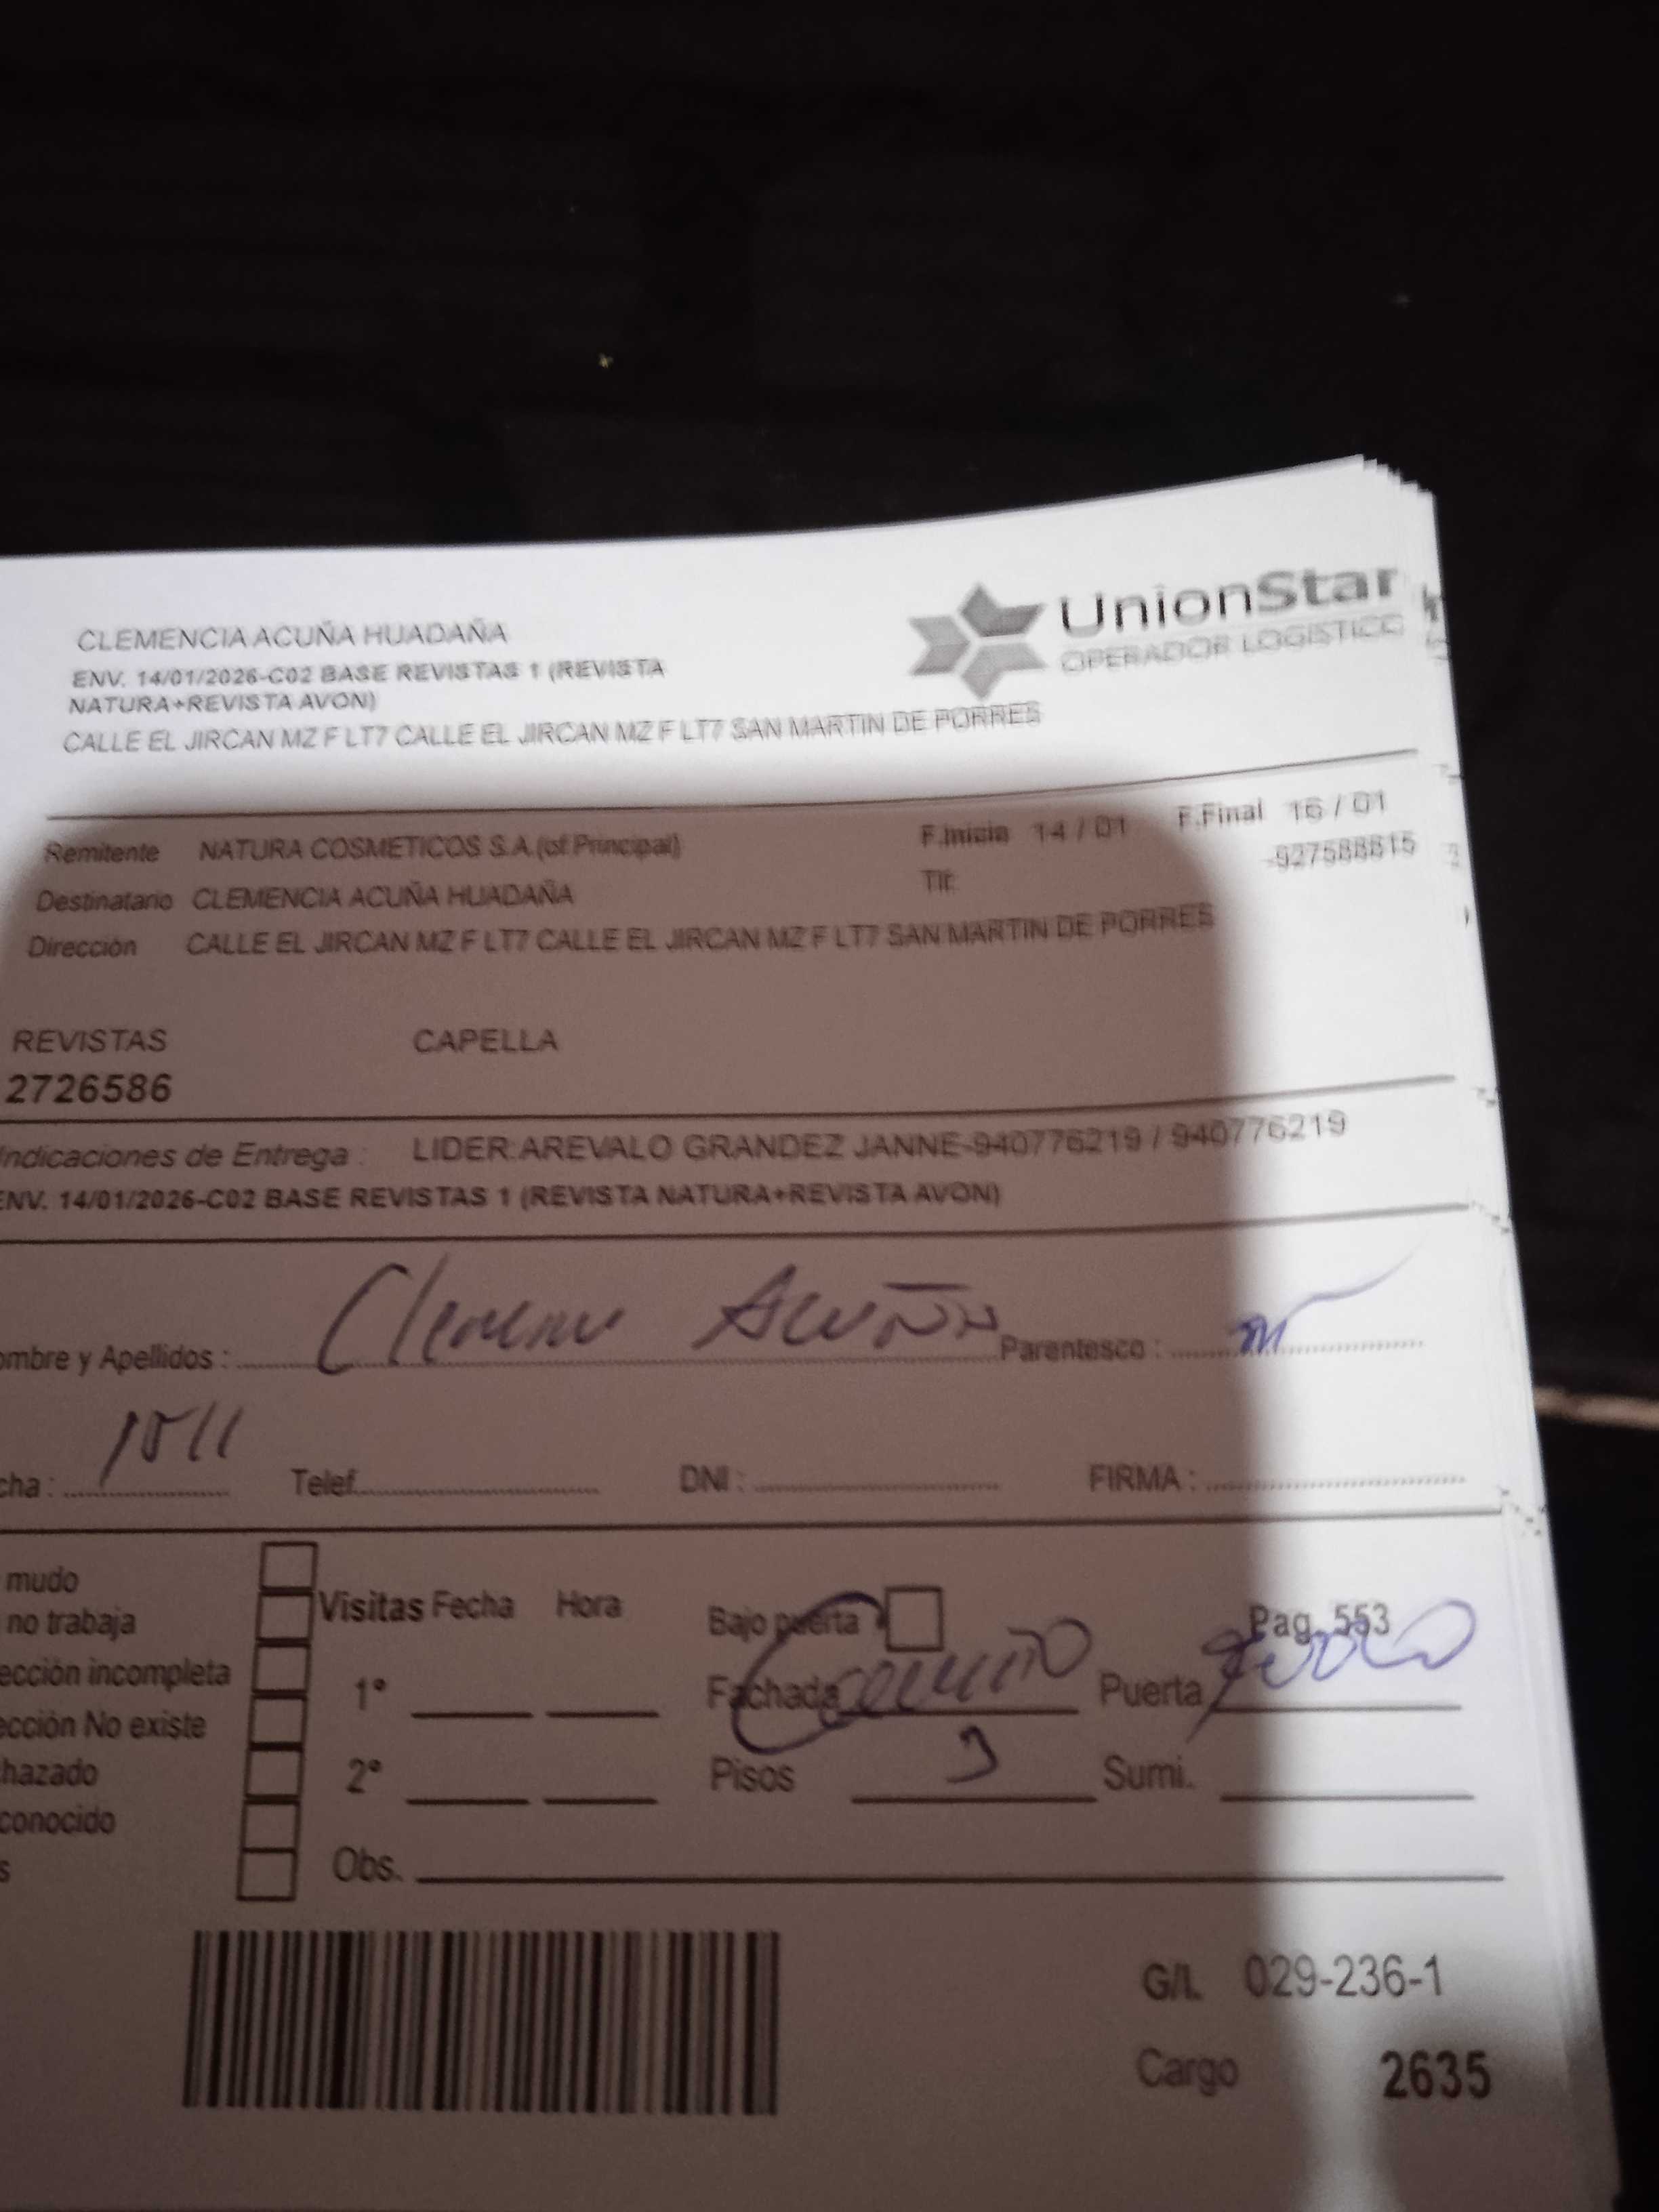 CLEMENCIA ACUÑA HUADAÑA
UnionStar
OPERADOR LOGISTICO
ENV. 14/01/2026-C02 BASE REVISTAS 1 (REVISTA
NATURA+REVISTA AVON)
CALLE EL JIRCAN MZ F LT7 CALLE EL JIRCAN MZ F LT7 SAN MARTIN DE PORRES
Remitente NATURA COSMETICOS S.A.(of.Principal) F.Inicio 14 / 01 F.Final 16 / 01
Destinatario CLEMENCIA ACUÑA HUADAÑA Tlf: -927588615
Dirección CALLE EL JIRCAN MZ F LT7 CALLE EL JIRCAN MZ F LT7 SAN MARTIN DE PORRES
REVISTAS CAPELLA
2726586
Indicaciones de Entrega : LIDER:AREVALO GRANDEZ JANNE-940776219 / 940776219
ENV. 14/01/2026-C02 BASE REVISTAS 1 (REVISTA NATURA+REVISTA AVON)
ombre y Apellidos : Acuña Parentesco :
cha : Telef. DNI : FIRMA :
mudo
no trabaja Visitas Fecha Hora Bajo puerta Pag. 553
ección incompleta 1° Fachada Puerta
ección No existe
hazado 2° Pisos 3 Sumi.
conocido
s Obs.
G/L 029-236-1
Cargo 2635